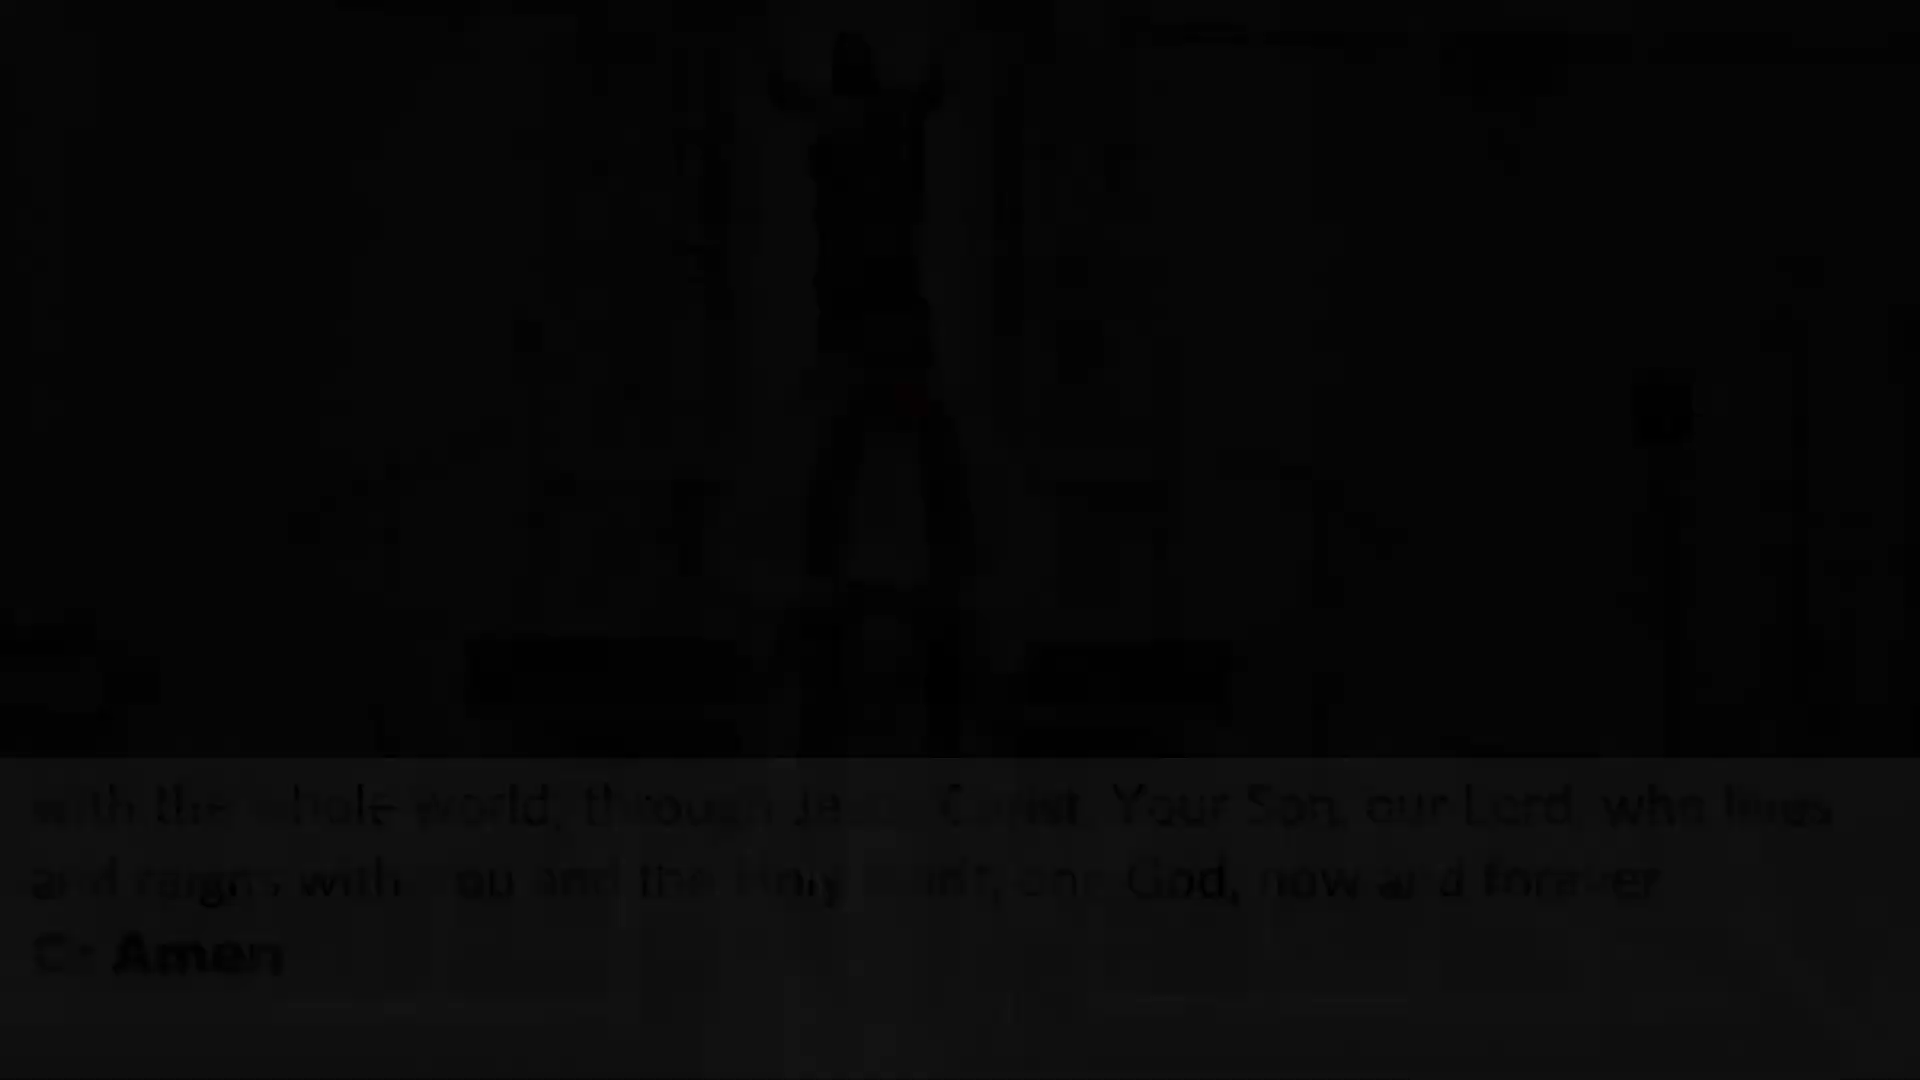 with the whole world, through Jesus Christ, Your Son, our Lord, who lives
and reigns with You and the Holy Spirit, one God, now and forever
C: Amen